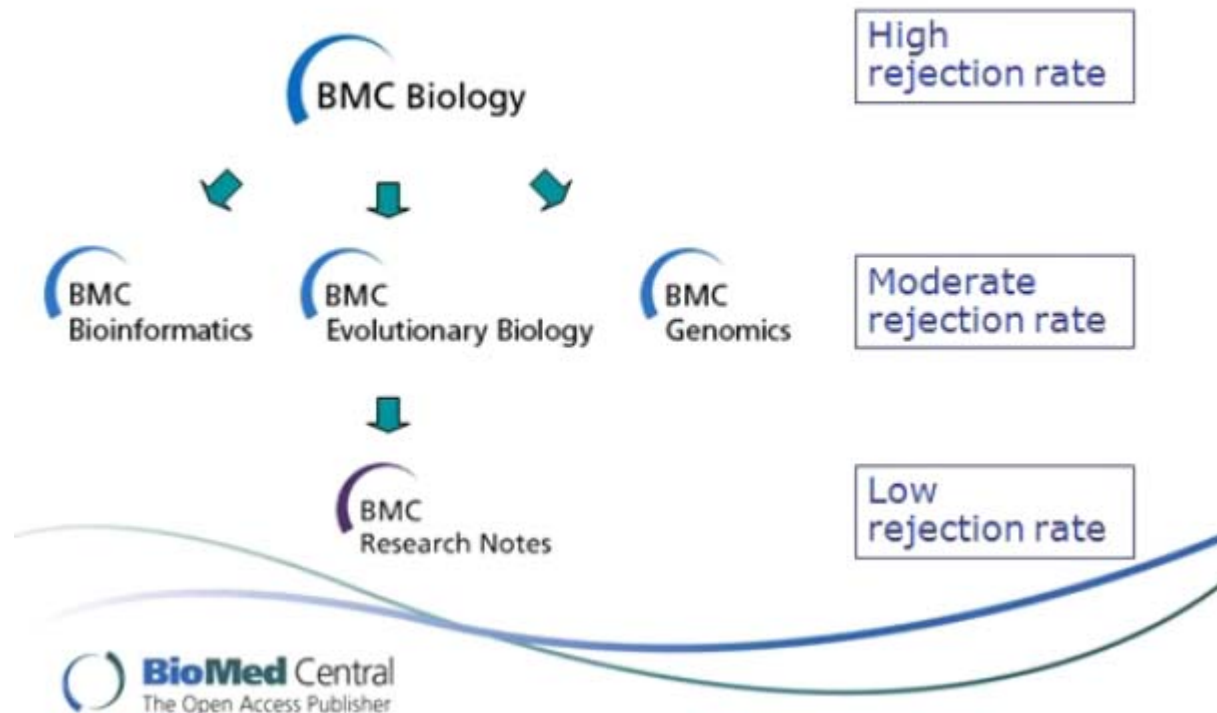 BMC Biology
High
rejection rate
BMC
Bioinformatics
BMC
Evolutionary Biology
BMC
Genomics
Moderate
rejection rate
BMC
Research Notes
Low
rejection rate
BioMed Central
The Open Access Publisher